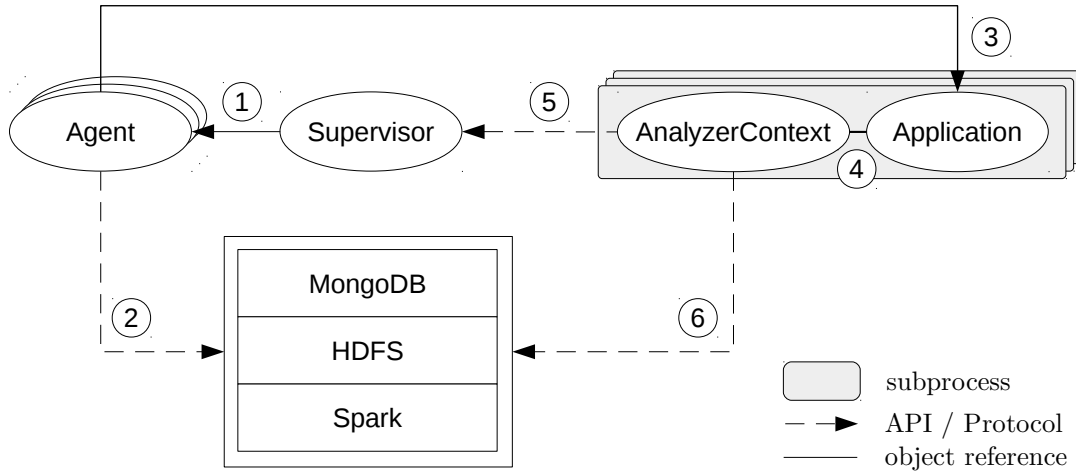 3
1
5
Agent
Supervisor
AnalyzerContext
Application
4
MongoDB
2
6
HDFS
Spark
subprocess
API / Protocol
object reference